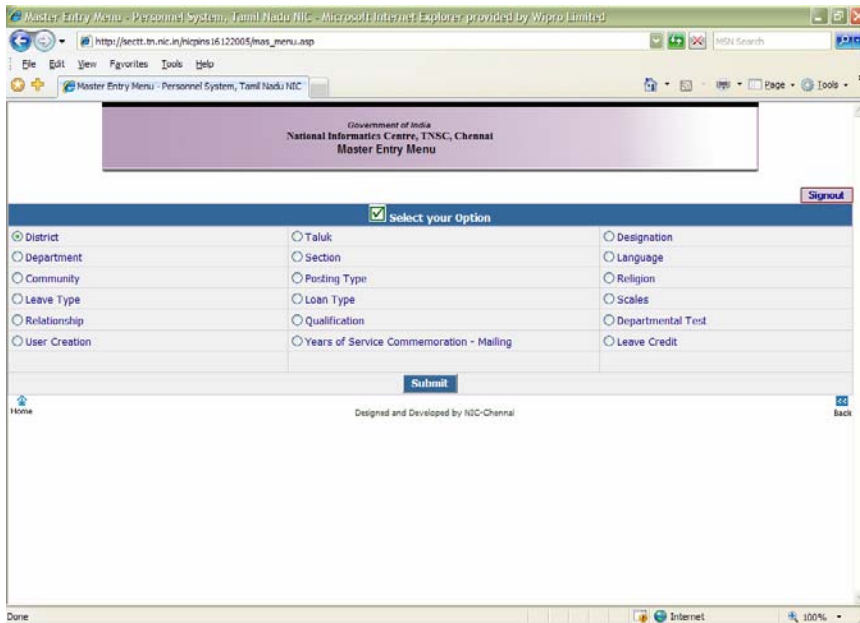 Master Entry Menu - Personnel System, Tamil Nadu NIC - Microsoft Internet Explorer provided by Wipro Limited
http://sectt.tn.nic.in/nicpins16122005/mas_menu.asp
MSN Search
File Edit View Favorites Tools Help
Master Entry Menu - Personnel System, Tamil Nadu NIC
Page Tools
Government of India
National Informatics Centre, TNSC, Chennai
Master Entry Menu
Signout
Select your Option
District Taluk Designation
Department Section Language
Community Posting Type Religion
Leave Type Loan Type Scales
Relationship Qualification Departmental Test
User Creation Years of Service Commemoration - Mailing Leave Credit
Submit
Home Designed and Developed by NIC-Chennai Back
Done Internet 100%